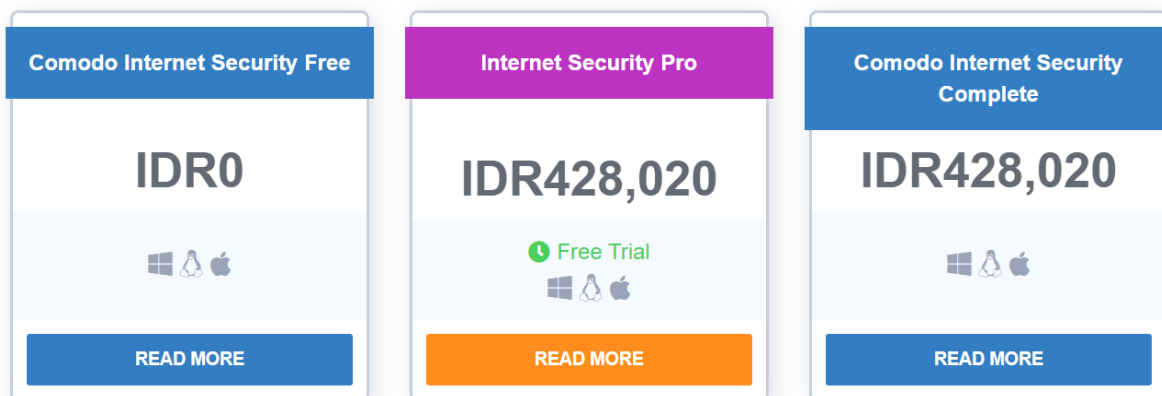 Comodo Internet Security Free
IDR0
READ MORE
Internet Security Pro
IDR428,020
Free Trial
READ MORE
Comodo Internet Security
Complete
IDR428,020
READ MORE